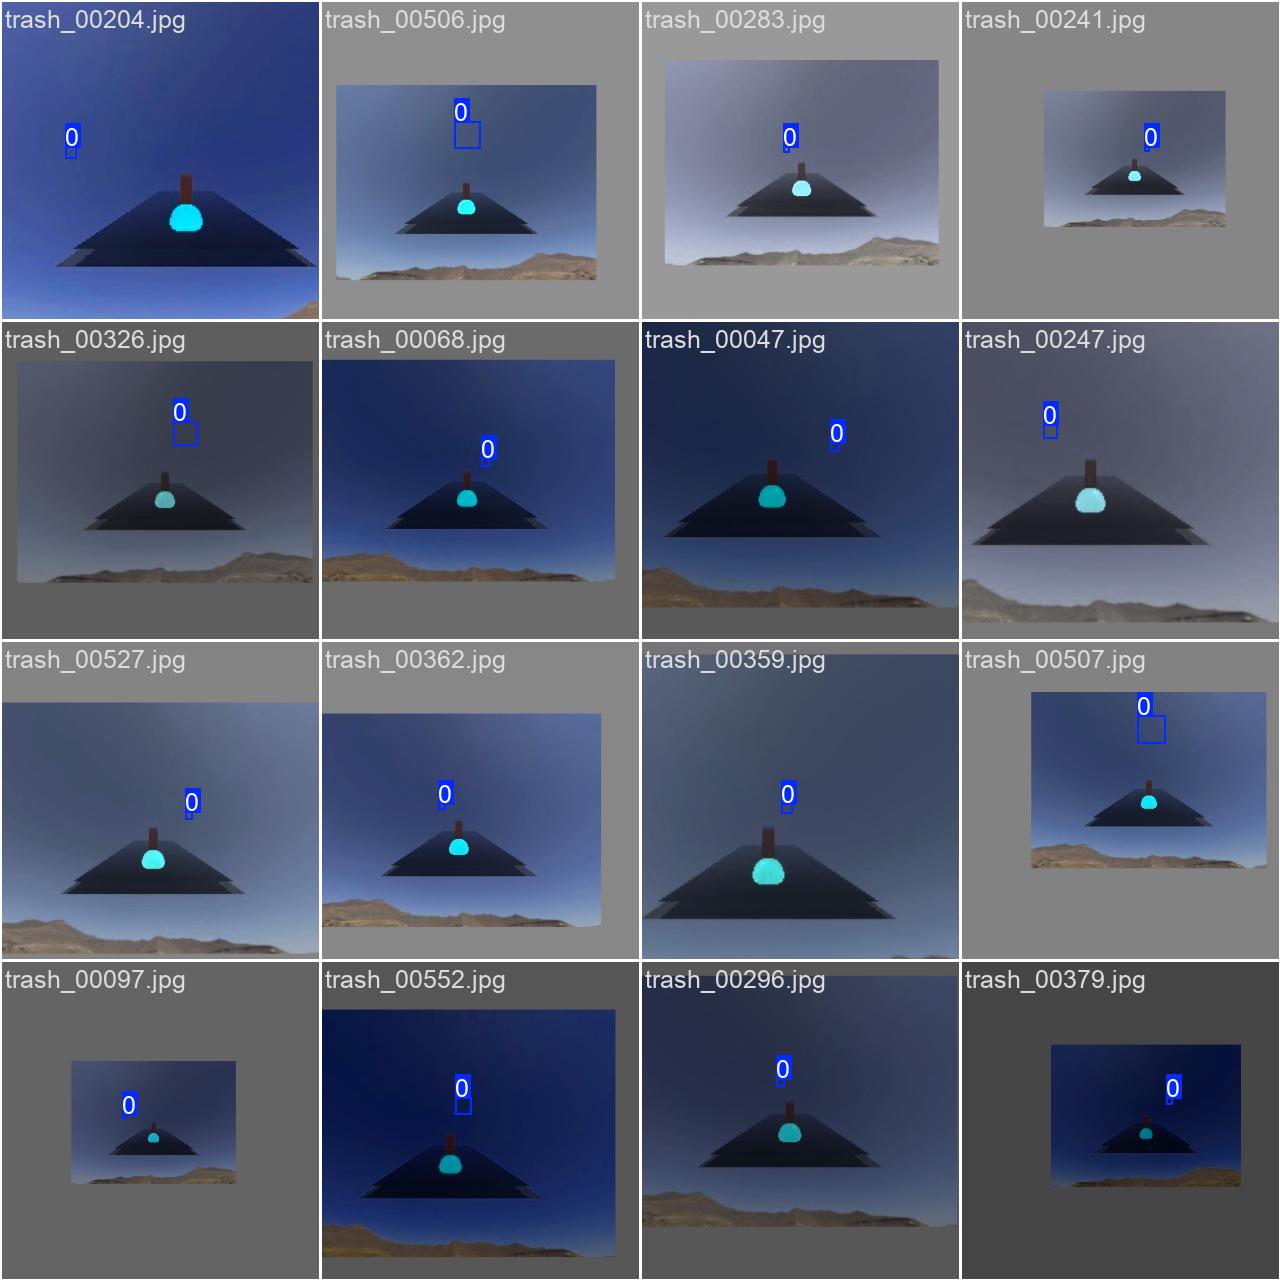 trash_00204.jpg
trash_00506.jpg
trash_00283.jpg
trash_00241.jpg
0
0
0
0
trash_00326.jpg
trash_00068.jpg
trash_00047.jpg
trash_00247.jpg
0
0
0
0
trash_00527.jpg
trash_00362.jpg
trash_00359.jpg
trash_00507.jpg
0
0
0
0
trash_00097.jpg
trash_00552.jpg
trash_00296.jpg
trash_00379.jpg
0
0
0
0